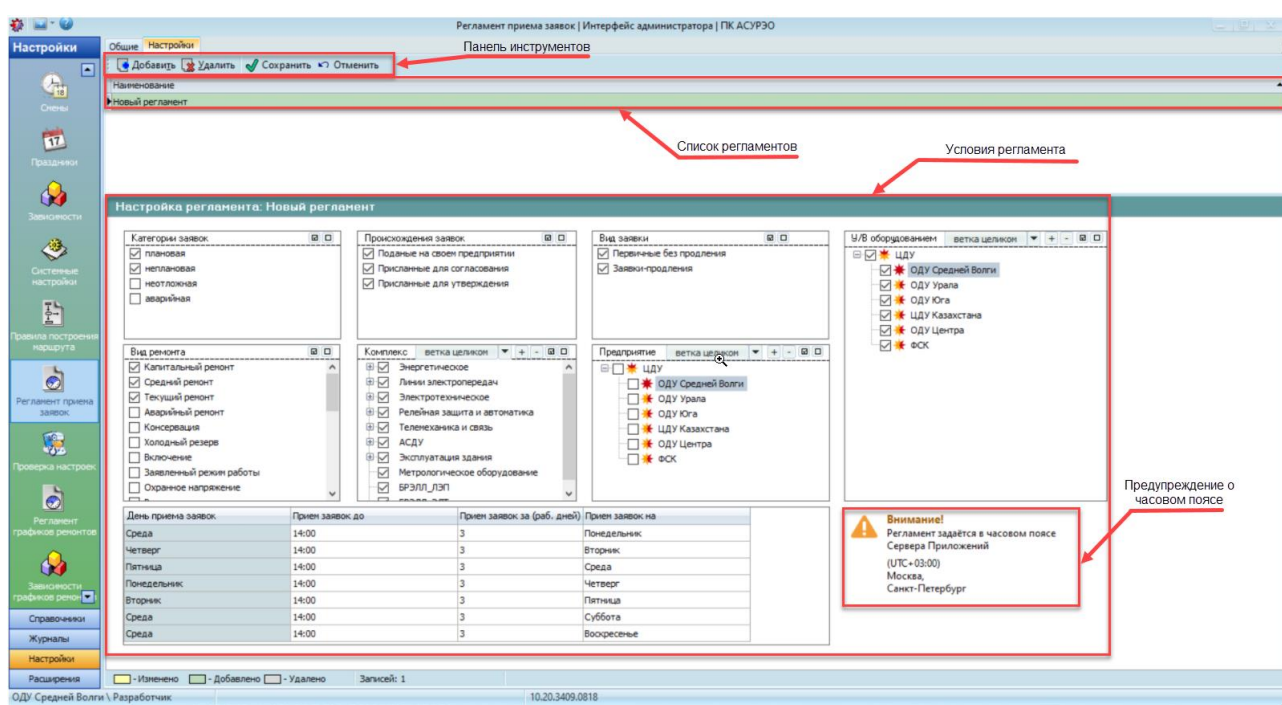 Регламент приема заявок | Интерфейс администратора | ПК АСУРЭО
Настройки
Общие Настройки
Панель инструментов
Добавить Удалить Сохранить Отменить
Наименование
Новый регламент
Список регламентов
Условия регламента
Смены
Праздники
Зависимости
Системные
настройки
Правила построения
маршрута
Регламент приема
заявок
Проверка настроек
Регламент
графиков ремонтов
Зависимости
графиков ремон
Справочники
Журналы
Настройки
Расширения
Настройка регламента: Новый регламент
Категории заявок
плановая
неплановая
неотложная
аварийная
Происхождения заявок
Поданые на своем предприятии
Присланные для согласования
Присланные для утверждения
Вид заявки
Первичные без продления
Заявки-продления
У/В оборудованием ветка целиком + -
ЦДУ
ОДУ Средней Волги
ОДУ Урала
ОДУ Юга
ЦДУ Казахстана
ОДУ Центра
ФСК
Вид ремонта
Капитальный ремонт
Средний ремонт
Текущий ремонт
Аварийный ремонт
Консервация
Холодный резерв
Включение
Заявленный режим работы
Охранное напряжение
Комплекс ветка целиком + -
Энергетическое
Линии электропередач
Электротехническое
Релейная защита и автоматика
Телемеханика и связь
АСДУ
Эксплуатация здания
Метрологическое оборудование
БРЭЛЛ_ЛЭП
Предприятие ветка целиком + -
ЦДУ
ОДУ Средней Волги
ОДУ Урала
ОДУ Юга
ЦДУ Казахстана
ОДУ Центра
ФСК
Предупреждение о
часовом поясе
День приема заявок Прием заявок до Прием заявок за (раб. дней) Прием заявок на
Среда 14:00 3 Понедельник
Четверг 14:00 3 Вторник
Пятница 14:00 3 Среда
Понедельник 14:00 3 Четверг
Вторник 14:00 3 Пятница
Среда 14:00 3 Суббота
Среда 14:00 3 Воскресенье
Внимание!
Регламент задаётся в часовом поясе
Сервера Приложений
(UTC+03:00)
Москва,
Санкт-Петербург
- Изменено - Добавлено - Удалено Записей: 1
ОДУ Средней Волги \ Разработчик 10.20.3409.0818